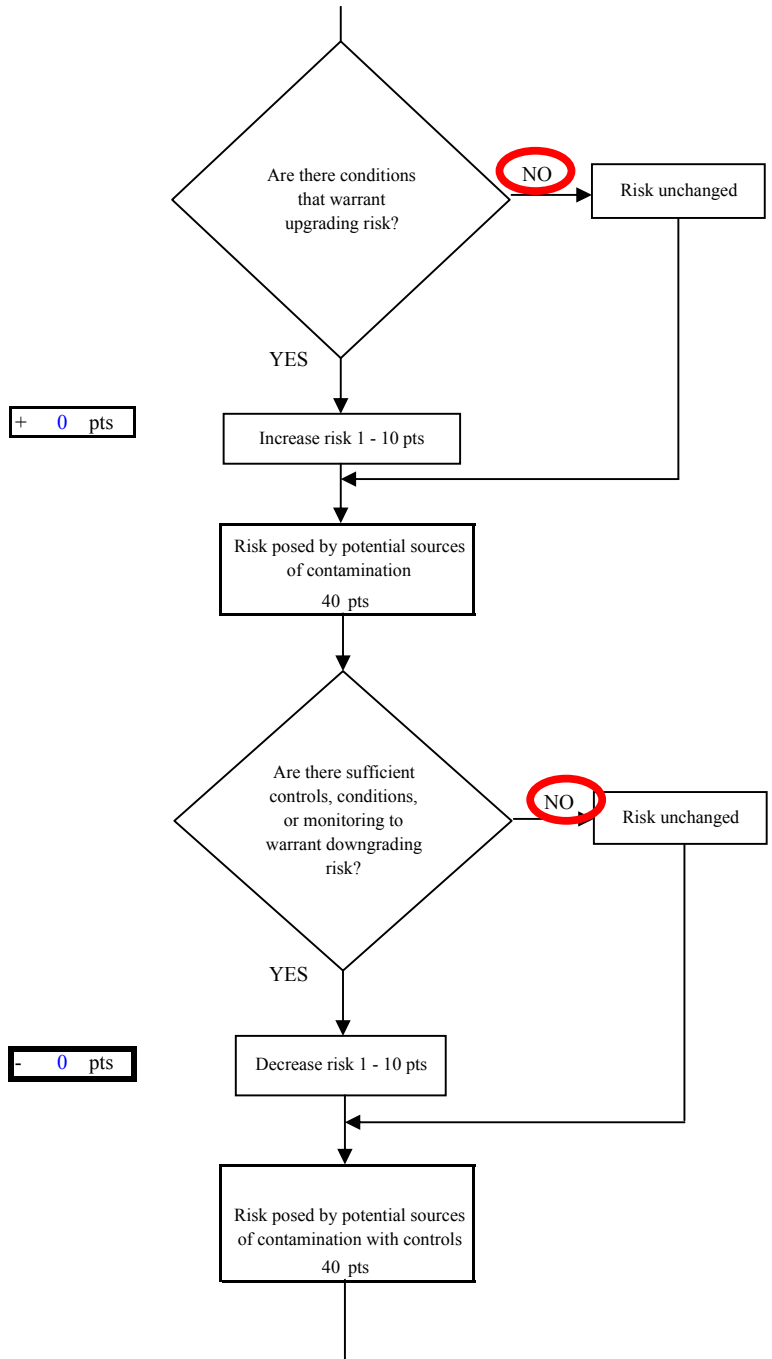 Are there conditions
that warrant
upgrading risk?
NO
Risk unchanged
YES
+ 0 pts
Increase risk 1 - 10 pts
Risk posed by potential sources
of contamination
40 pts
Are there sufficient
controls, conditions,
or monitoring to
warrant downgrading
risk?
NO
Risk unchanged
YES
- 0 pts
Decrease risk 1 - 10 pts
Risk posed by potential sources
of contamination with controls
40 pts